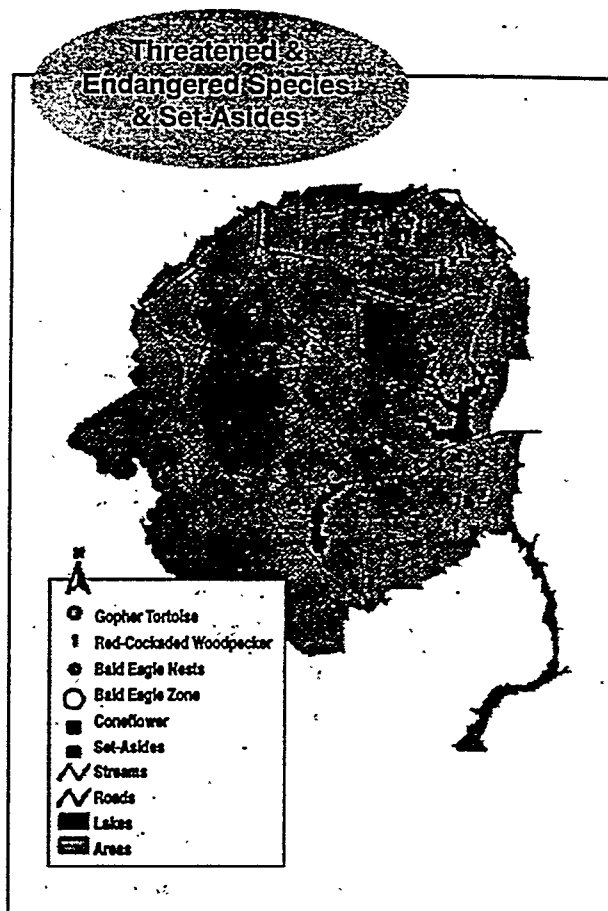 Threatened &
Endangered Species
& Set-Asides
Gopher Tortoise
Red-Cockaded Woodpecker
Bald Eagle Nests
Bald Eagle Zone
Coneflower
Set-Asides
Streams
Roads
Lakes
Areas